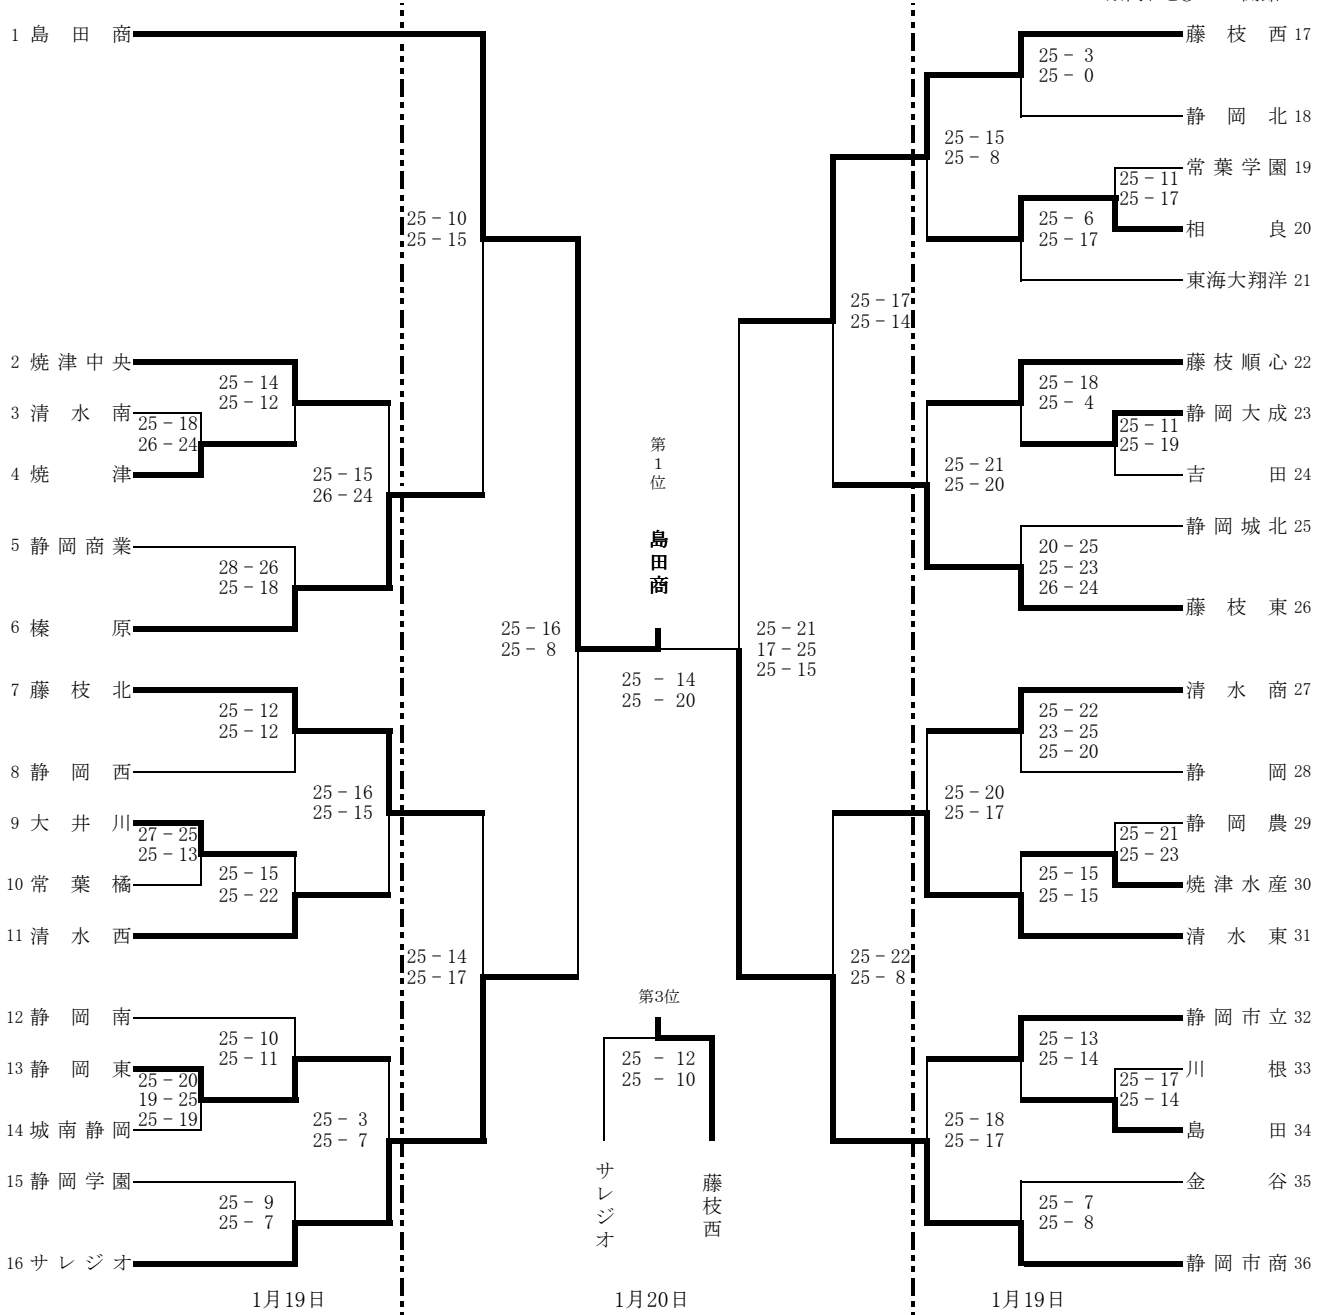 1 島田商
2 焼津中央
3 清水南
4 焼津
5 静岡商業
6 榛原
7 藤枝北
8 静岡西
9 大井川
10 常葉橘
11 清水西
12 静岡南
13 静岡東
14 城南静岡
15 静岡学園
16 サレジオ
25－18
26－24
27－25
25－13
25－20
19－25
25－19
25－14
25－12
28－26
25－18
25－12
25－12
25－15
25－22
25－10
25－11
25－9
25－7
25－15
26－24
25－16
25－15
25－3
25－7
25－10
25－15
25－14
25－17
25－16
25－8
第1位
島田商
25 － 14
25 － 20
第3位
25 － 12
25 － 10
サレジオ
藤枝西
25－21
17－25
25－15
25－17
25－14
25－22
25－8
25－15
25－8
25－21
25－20
25－20
25－17
25－18
25－17
25－3
25－0
25－6
25－17
25－18
25－4
20－25
25－23
26－24
25－22
23－25
25－20
25－15
25－15
25－13
25－14
25－7
25－8
25－11
25－17
25－11
25－19
25－21
25－23
25－17
25－14
藤枝西 17
静岡北 18
常葉学園 19
相良 20
東海大翔洋 21
藤枝順心 22
静岡大成 23
吉田 24
静岡城北 25
藤枝東 26
清水商 27
静岡 28
静岡農 29
焼津水産 30
清水東 31
静岡市立 32
川根 33
島田 34
金谷 35
静岡市商 36
1月19日
1月20日
1月19日